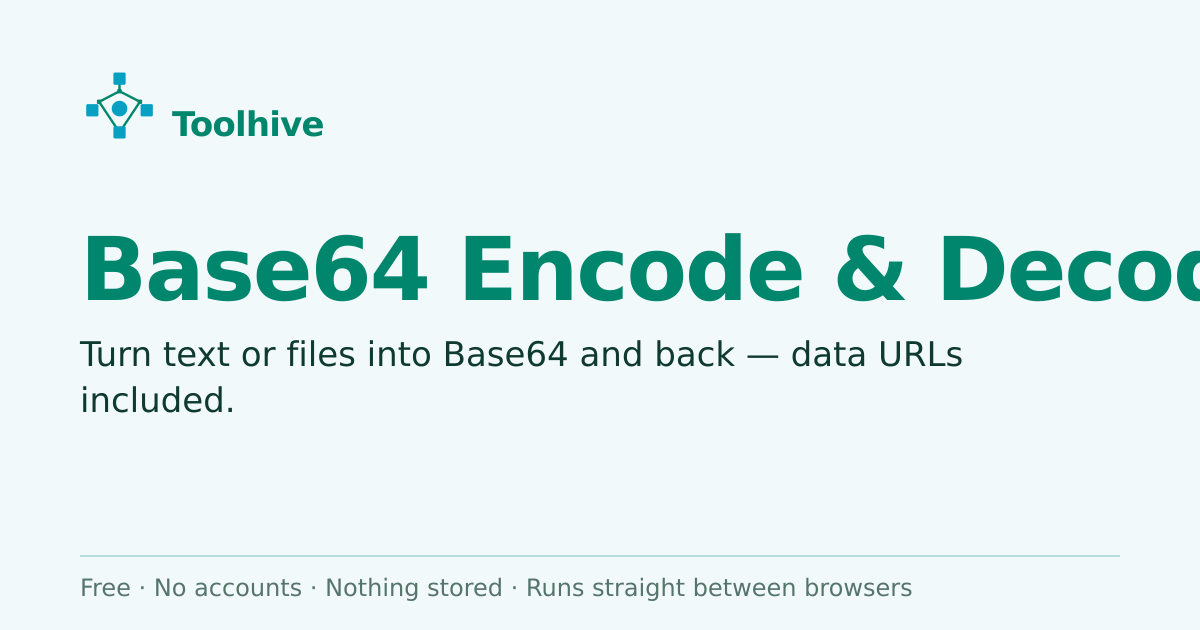 Toolhive
Base64 Encode & Decod
Turn text or files into Base64 and back — data URLs
included.
Free · No accounts · Nothing stored · Runs straight between browsers